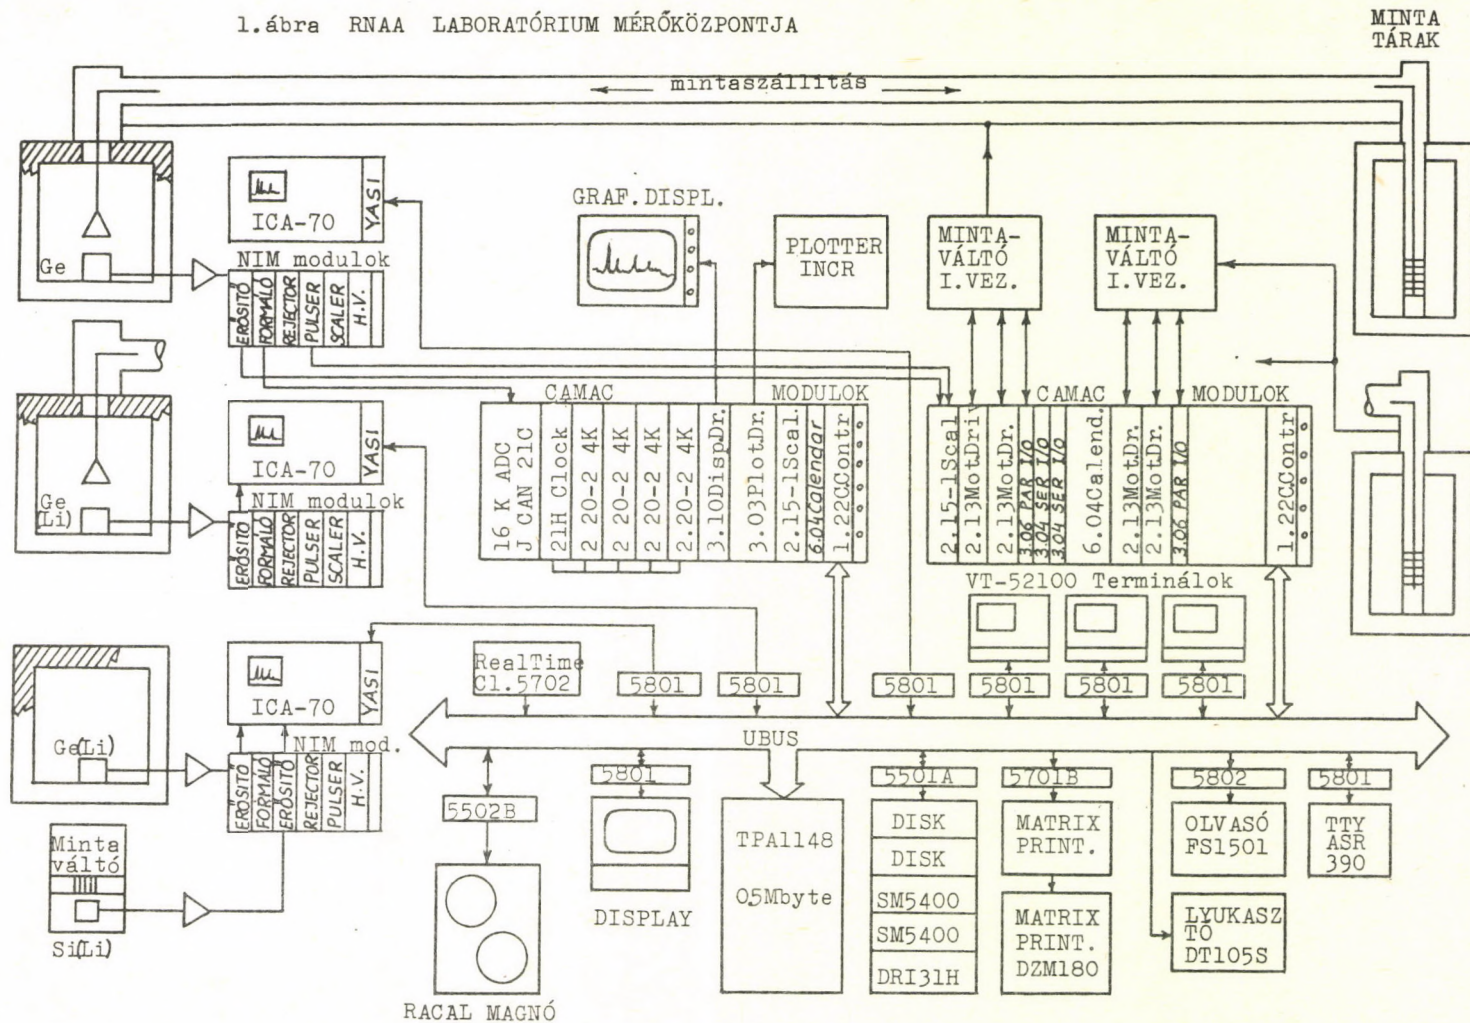 1.ábra RNAA LABORATÓRIUM MÉRŐKÖZPONTJA
MINTA
TÁRAK
mintaszállitás
ICA-70
YASI
Ge
NIM modulok
ERŐSITŐ
FORMÁLÓ
REJECTOR
PULSER
SCALER
H.V.
GRAF.DISPL.
PLOTTER
INCR
MINTA-
VÁLTÓ
I.VEZ.
MINTA-
VÁLTÓ
I.VEZ.
ICA-70
YASI
Ge
(Li)
NIM modulok
ERŐSITŐ
FORMÁLÓ
REJECTOR
PULSER
SCALER
H.V.
CAMAC MODULOK
16 K ADC
J CAN 21C
21H Clock
2 20-2 4K
2 20-2 4K
2 20-2 4K
2.20-2 4K
3.10DispDr.
3.03PlotDr.
2.15-1Scal.
6.04Calendar
1.22CContr
CAMAC MODULOK
2.15-1Scal
2.13MotDriv
2.13MotDr.
3.06 PAR I/O
3.04 SER I/O
3.04 SER I/O
6.04Calend.
2.13MotDr.
2.13MotDr.
3.06 PAR I/O
1.22CContr
VT-52100 Terminálok
ICA-70
YASI
Ge(Li)
NIM mod.
ERŐSITŐ
FORMÁLÓ
ERŐSITŐ
REJECTOR
PULSER
H.V.
RealTime
Cl.5702
5801
5801
5801
5801
5801
5801
UBUS
5502B
5801
5501A
5701B
5802
5801
Minta
váltó
Si(Li)
RACAL MAGNÓ
DISPLAY
TPA1148
0.5Mbyte
DISK
DISK
SM5400
SM5400
DRI31H
MATRIX
PRINT.
MATRIX
PRINT.
DZM180
OLVASÓ
FS1501
LYUKASZ
TÓ
DT105S
TTY
ASR
390